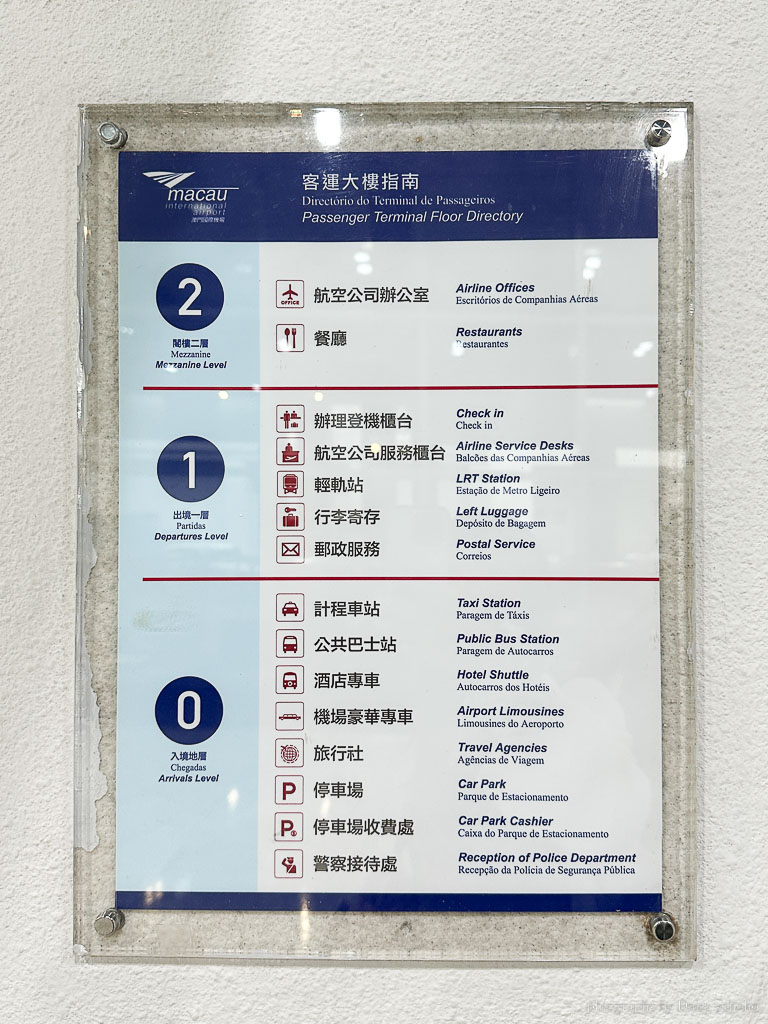 macau
international
airport
澳門國際機場
客運大樓指南
Directório do Terminal de Passageiros
Passenger Terminal Floor Directory
2
閣樓二層
Mezzanine
Mezzanine Level
OFFICE
航空公司辦公室
Airline Offices
Escritórios de Companhias Aéreas
餐廳
Restaurants
Restaurantes
1
出境一層
Partidas
Departures Level
辦理登機櫃台
Check in
Check in
航空公司服務櫃台
Airline Service Desks
Balcões das Companhias Aéreas
輕軌站
LRT Station
Estação de Metro Ligeiro
行李寄存
Left Luggage
Depósito de Bagagem
郵政服務
Postal Service
Correios
0
入境地層
Chegadas
Arrivals Level
計程車站
Taxi Station
Paragem de Táxis
公共巴士站
Public Bus Station
Paragem de Autocarros
酒店專車
Hotel Shuttle
Autocarros dos Hotéis
機場豪華專車
Airport Limousines
Limousines do Aeroporto
旅行社
Travel Agencies
Agências de Viagem
P
停車場
Car Park
Parque de Estacionamento
P
停車場收費處
Car Park Cashier
Caixa do Parque de Estacionamento
警察接待處
Reception of Police Department
Recepção da Polícia de Segurança Pública